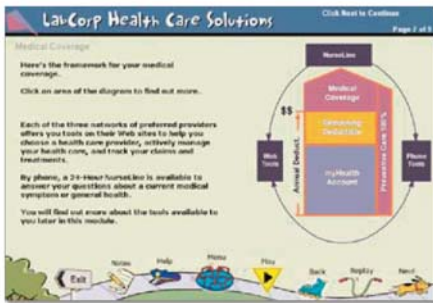 LabCorp Health Care Solutions
Click Next to Continue
Page 7 of 9
Medical Coverage
Here's the framework for your medical
coverage.
Click on area of the diagram to find out more.
Each of the three networks of preferred providers
offers you tools on their Web sites to help you
choose a health care provider, actively manage
your health care, and track your claims and
treatments.
By phone, a 24-Hour NurseLine is available to
answer your questions about a current medical
symptom or general health.
You will find out more about the tools available to
you later in this module.
NurseLine
Medical
Coverage
$$
Remaining
Deductible
Annual Deduct.
Preventive Care 100%
myHealth
Account
Web
Tools
Phone
Tools
Exit
Notes
Help
Menu
Play
Back
Replay
Next